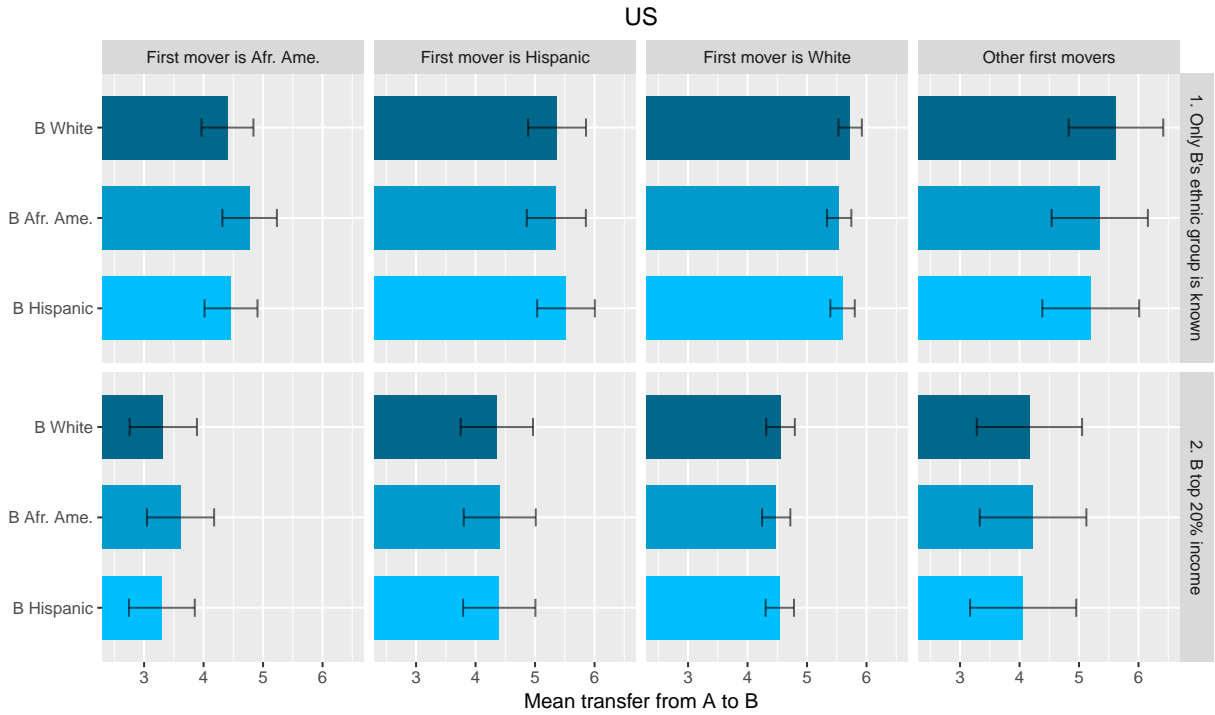 US
First mover is Afr. Ame.
First mover is Hispanic
First mover is White
Other first movers
B White
B Afr. Ame.
B Hispanic
1. Only B's ethnic group is known
B White
B Afr. Ame.
B Hispanic
2. B top 20% income
3 4 5 6
3 4 5 6
3 4 5 6
3 4 5 6
Mean transfer from A to B